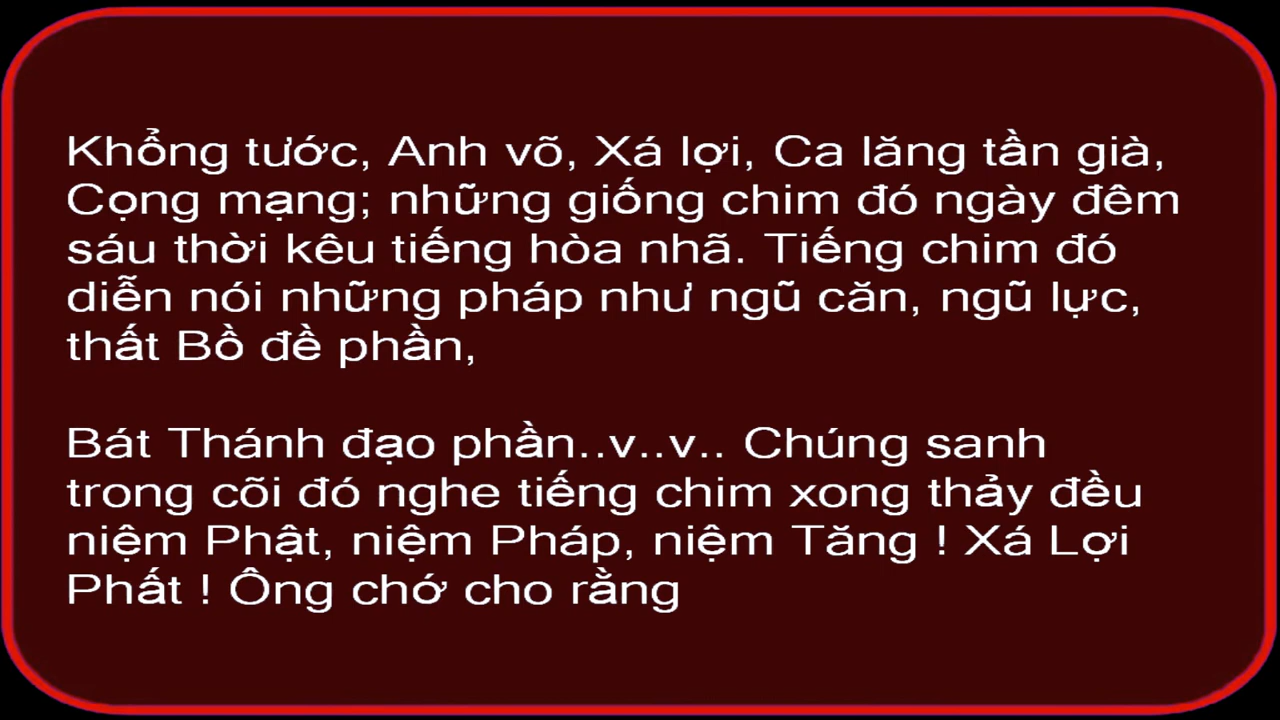 Khổng tước, Anh võ, Xá lợi, Ca lăng tần già,
Cọng mạng; những giống chim đó ngày đêm
sáu thời kêu tiếng hòa nhã. Tiếng chim đó
diễn nói những pháp như ngũ căn, ngũ lực,
thất Bồ đề phần,
Bát Thánh đạo phần..v..v.. Chúng sanh
trong cõi đó nghe tiếng chim xong thảy đều
niệm Phật, niệm Pháp, niệm Tăng ! Xá Lợi
Phất ! Ông chớ cho rằng